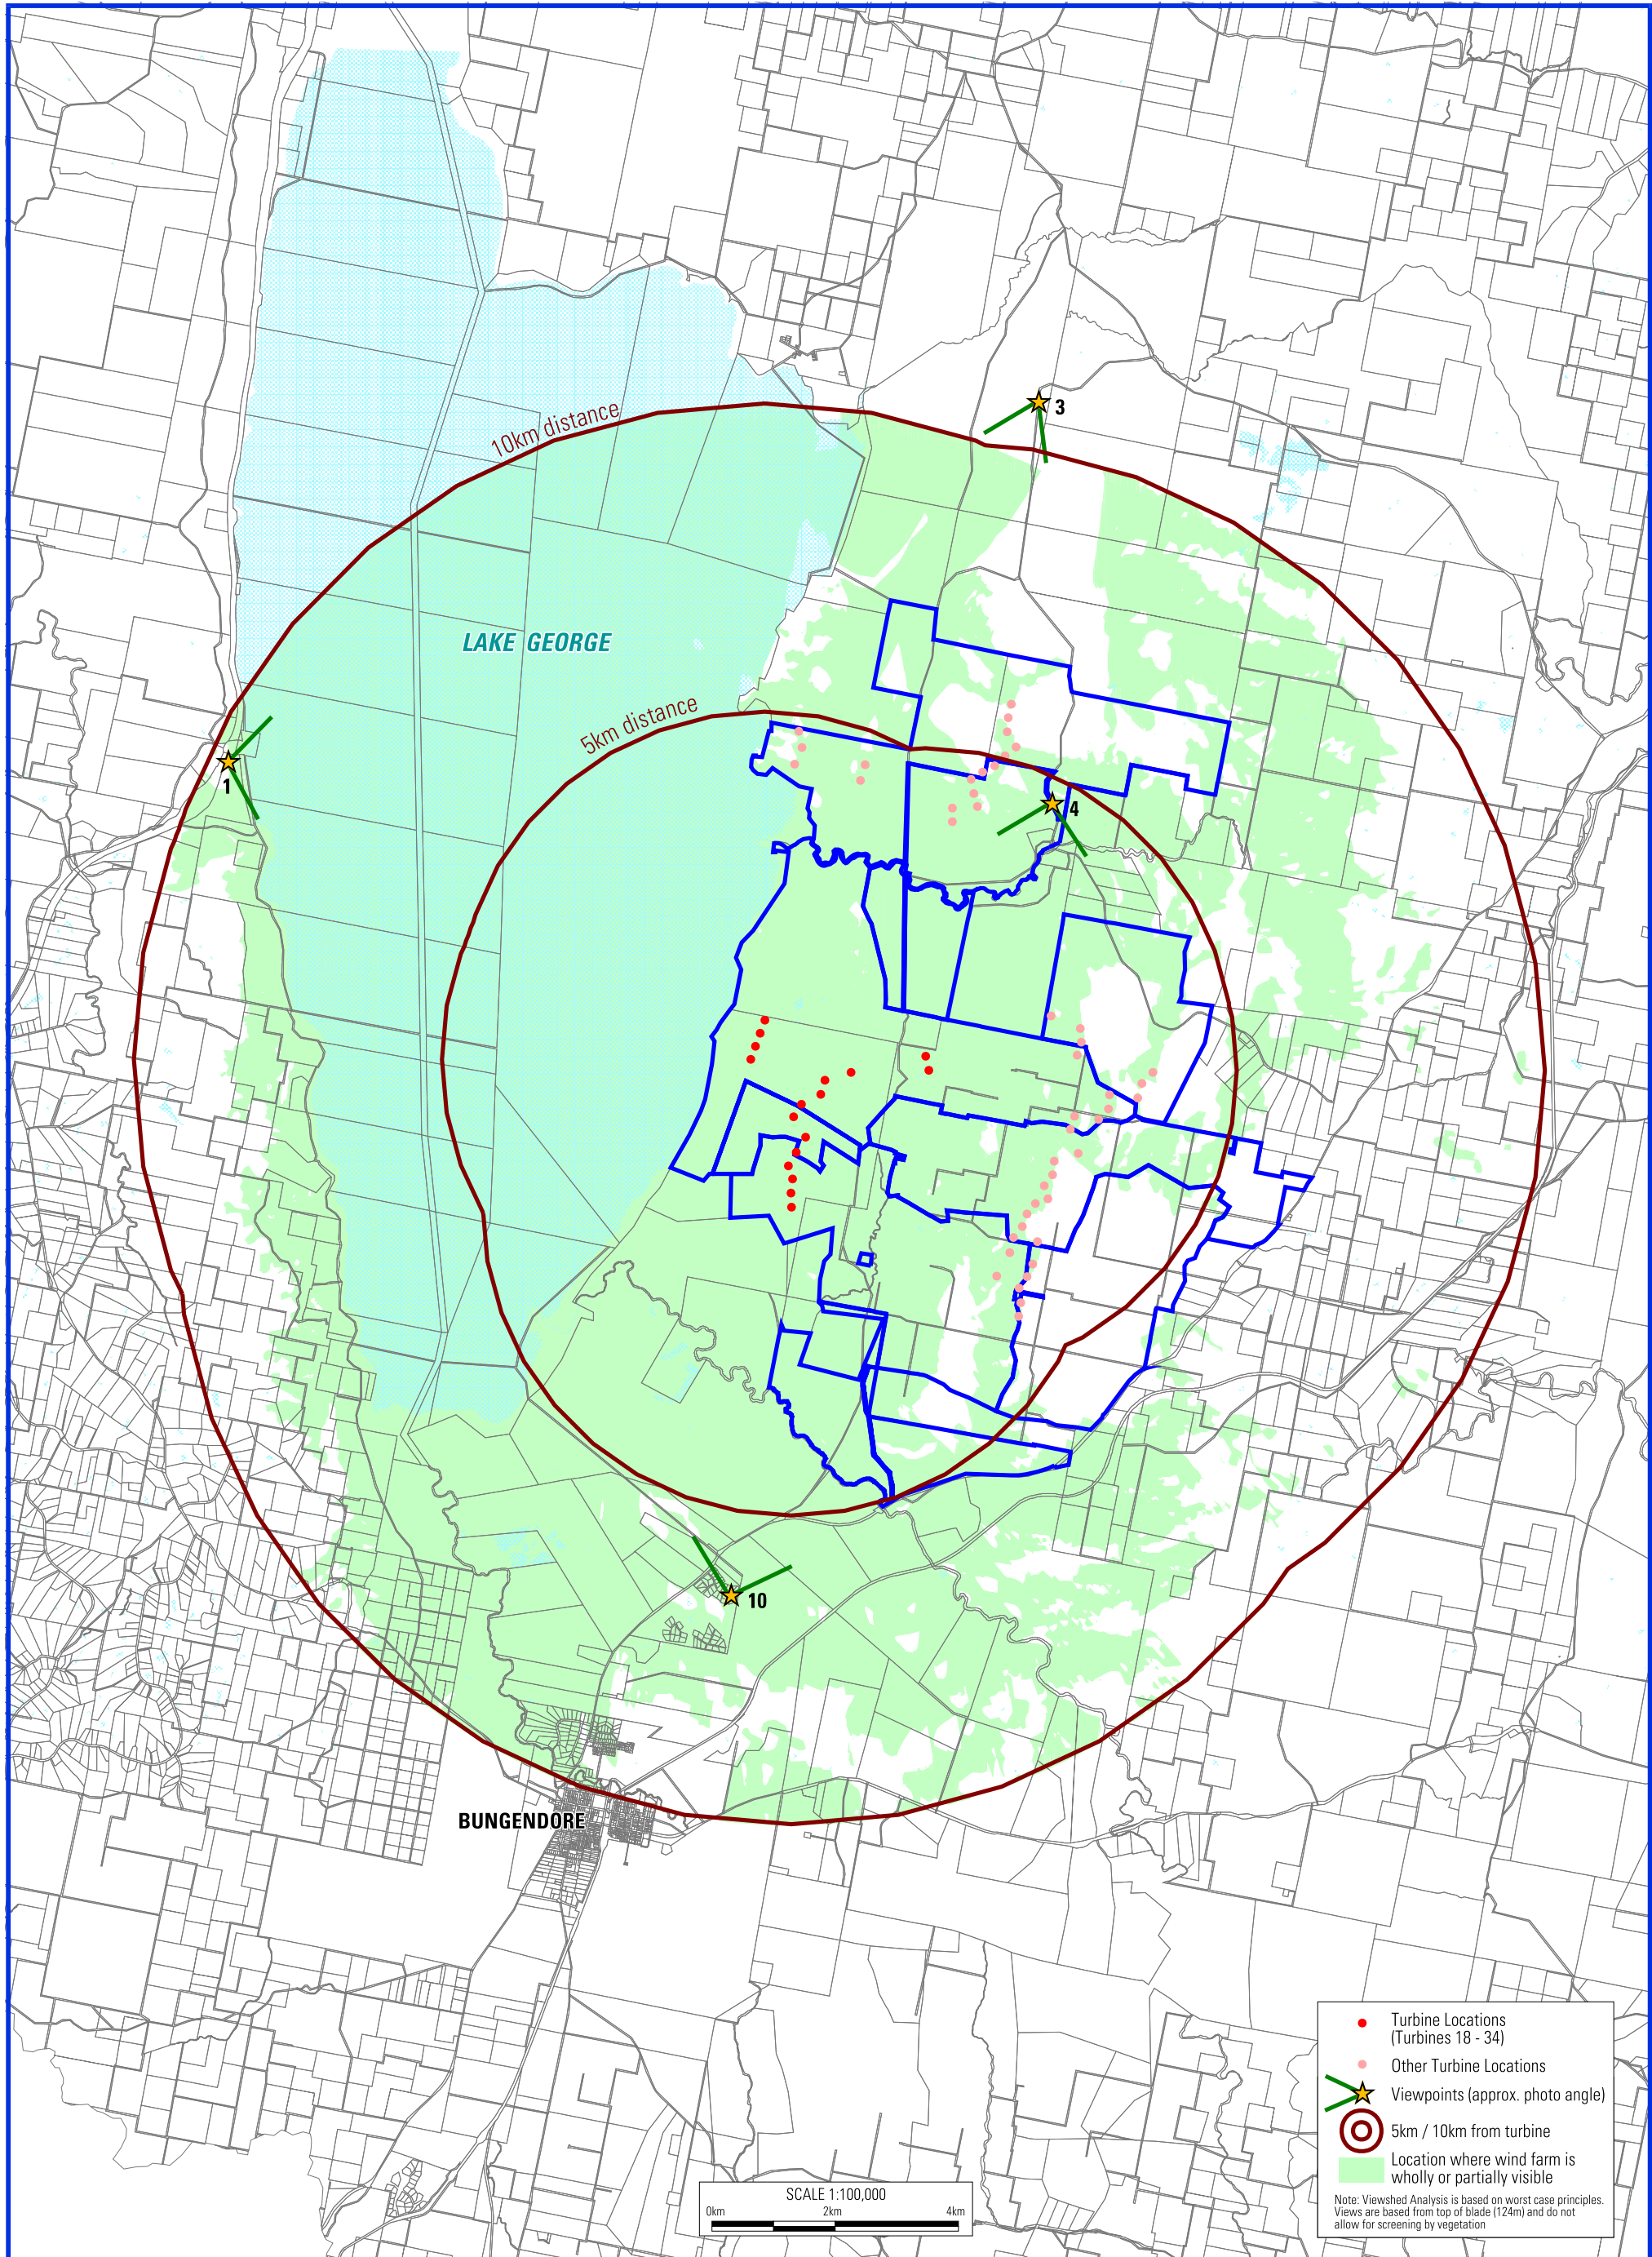 10km distance
3
LAKE GEORGE
5km distance
1
4
10
BUNGENDORE
Turbine Locations
(Turbines 18 - 34)
Other Turbine Locations
Viewpoints (approx. photo angle)
5km / 10km from turbine
Location where wind farm is
wholly or partially visible
Note: Viewshed Analysis is based on worst case principles.
Views are based from top of blade (124m) and do not
allow for screening by vegetation
SCALE 1:100,000
0km 2km 4km